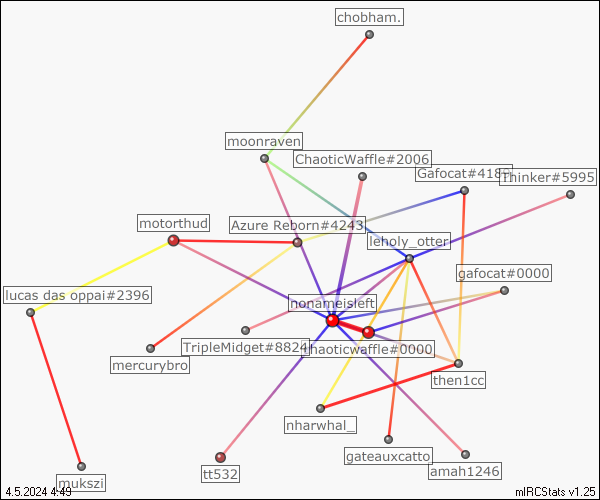 chobham.
moonraven
ChaoticWaffle#2006
Gafocat#4180
Thinker#5995
motorthud
Azure Reborn#4243
leholy_otter
gafocat#0000
lucas das oppai#2396
nonameisleft
TripleMidget#8824
chaoticwaffle#0000
mercurybro
then1cc
nharwhal_
gateauxcatto
amah1246
tt532
mukszi
4.5.2024 4:49
mIRCStats v1.25